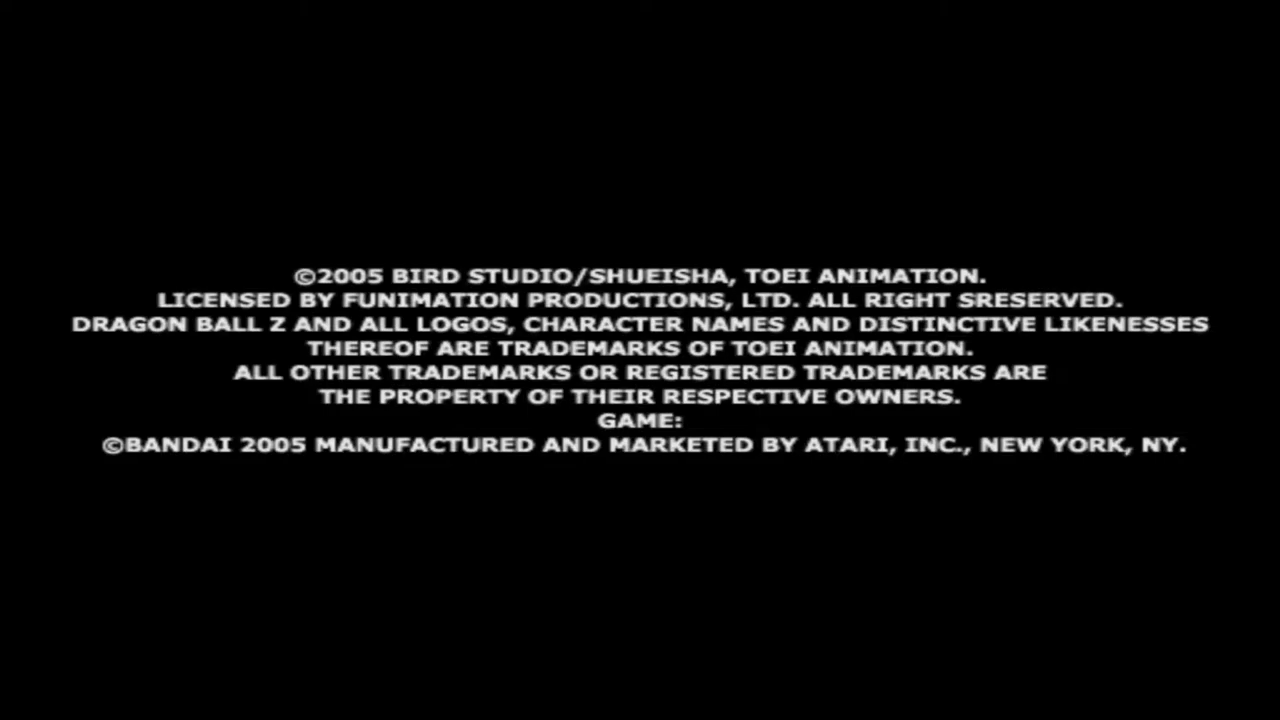 ©2005 BIRD STUDIO/SHUEISHA, TOEI ANIMATION.
LICENSED BY FUNIMATION PRODUCTIONS, LTD. ALL RIGHT SRESERVED.
DRAGON BALL Z AND ALL LOGOS, CHARACTER NAMES AND DISTINCTIVE LIKENESSES
THEREOF ARE TRADEMARKS OF TOEI ANIMATION.
ALL OTHER TRADEMARKS OR REGISTERED TRADEMARKS ARE
THE PROPERTY OF THEIR RESPECTIVE OWNERS.
GAME:
©BANDAI 2005 MANUFACTURED AND MARKETED BY ATARI, INC., NEW YORK, NY.